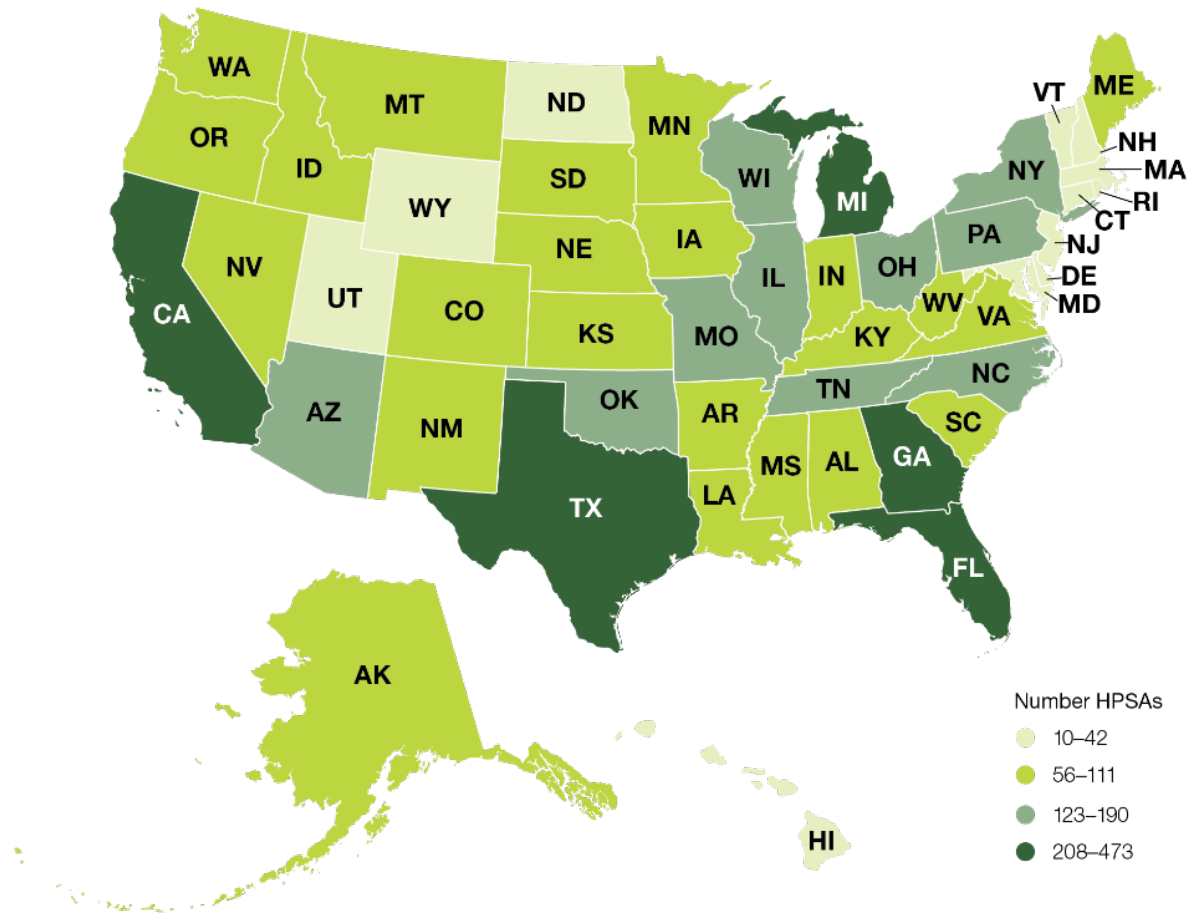 WA
MT
ND
MN
VT
ME
OR
ID
SD
WI
MI
NY
NH
MA
RI
CT
WY
NE
IA
PA
NJ
NV
UT
CO
IL
IN
OH
DE
MD
CA
KS
MO
KY
WV
VA
AZ
NM
OK
AR
TN
NC
SC
TX
LA
MS
AL
GA
FL
AK
HI
Number HPSAs
10–42
56–111
123–190
208–473